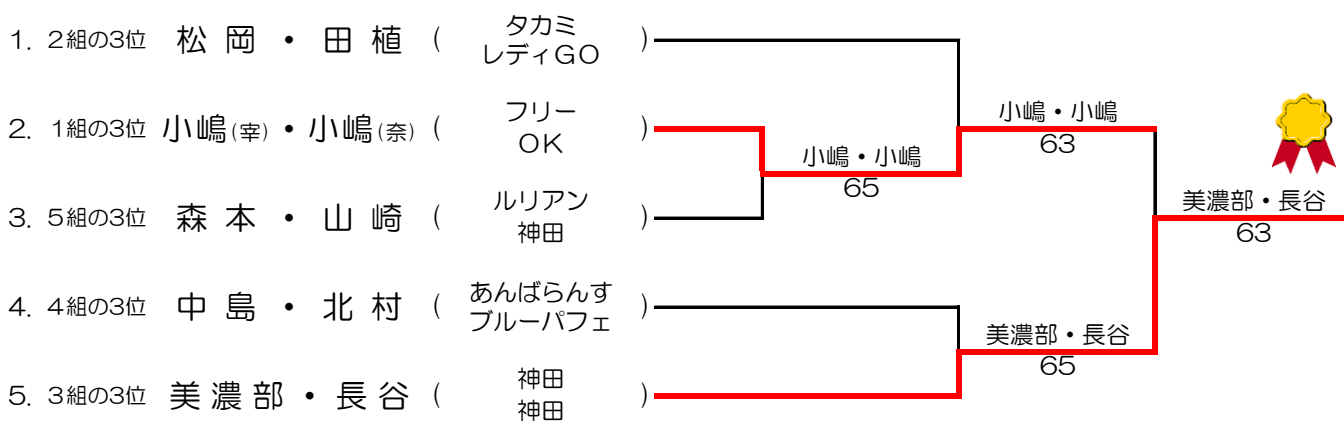 1. 2組の3位 松岡・田植 ( タカミ レディGO )
2. 1組の3位 小嶋(宰)・小嶋(奈) ( フリー OK )
3. 5組の3位 森本・山崎 ( ルリアン 神田 )
4. 4組の3位 中島・北村 ( あんばらんす ブルーパフェ )
5. 3組の3位 美濃部・長谷 ( 神田 神田 )
小嶋・小嶋
65
小嶋・小嶋
63
美濃部・長谷
65
美濃部・長谷
63